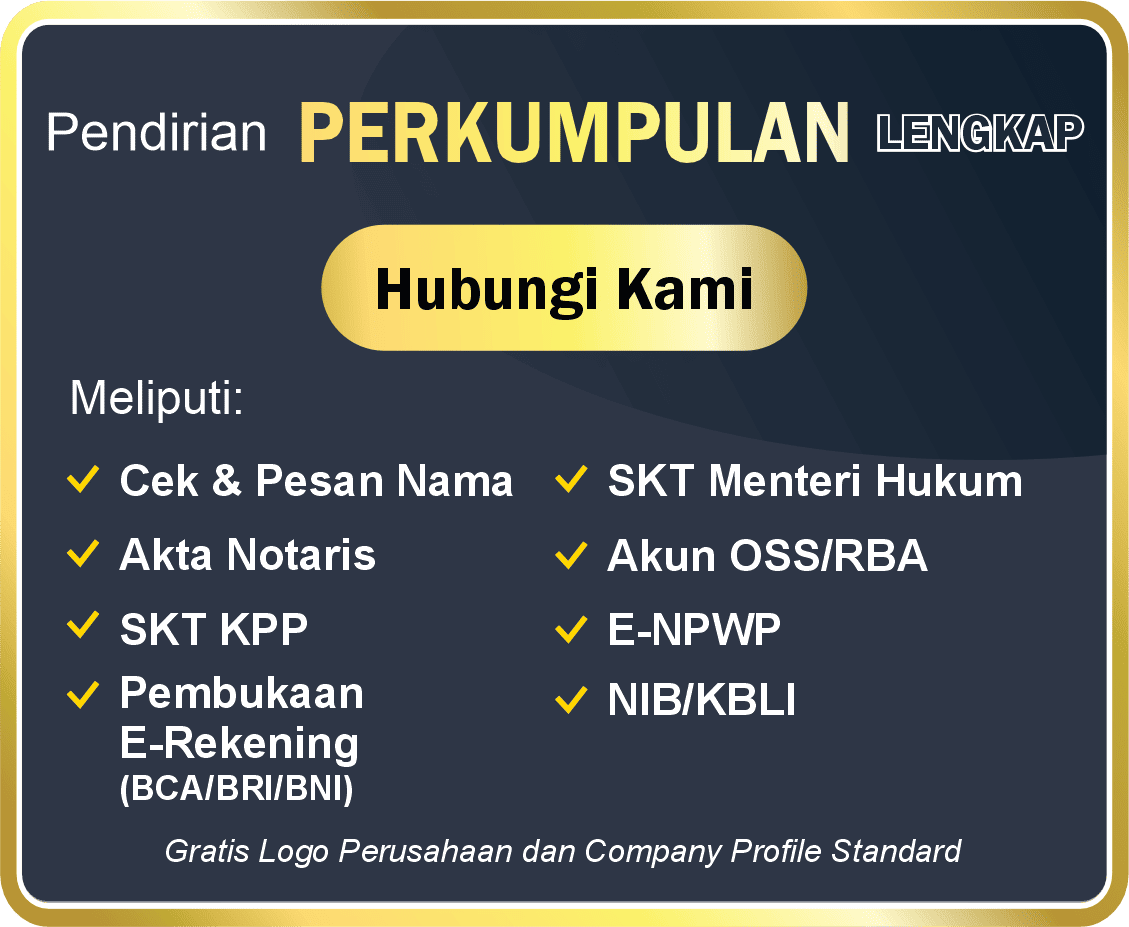 Pendirian PERKUMPULAN LENGKAP
Hubungi Kami
Meliputi:
Cek & Pesan Nama
Akta Notaris
SKT KPP
Pembukaan
E-Rekening
(BCA/BRI/BNI)
SKT Menteri Hukum
Akun OSS/RBA
E-NPWP
NIB/KBLI
Gratis Logo Perusahaan dan Company Profile Standard